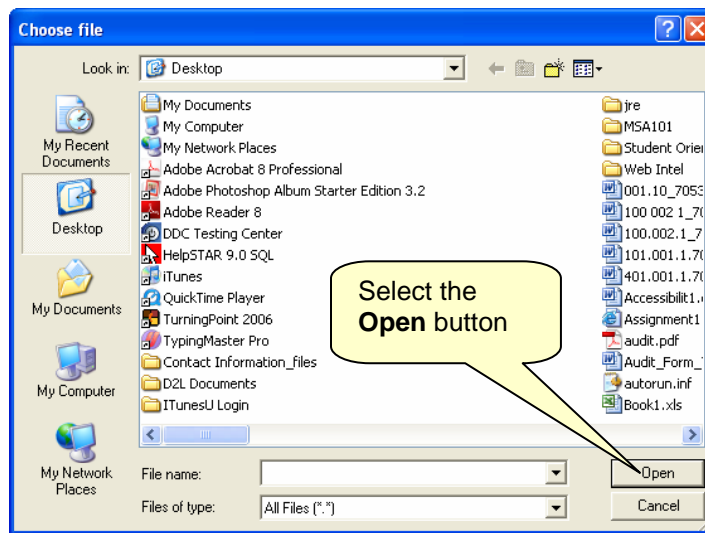 Choose file
Look in:
Desktop
My Recent
Documents
Desktop
My Documents
My Computer
My Network
Places
My Documents
My Computer
My Network Places
Adobe Acrobat 8 Professional
Adobe Photoshop Album Starter Edition 3.2
Adobe Reader 8
DDC Testing Center
HelpSTAR 9.0 SQL
iTunes
QuickTime Player
TurningPoint 2006
TypingMaster Pro
Contact Information_files
D2L Documents
ITunesU Login
jre
MSA101
Student Orie
Web Intel
001.10_7053
100 002 1_70
100.002.1_7
101.001.1.70
401.001.1.70
Accessibilit1.
Assignment1
audit.pdf
Audit_Form_
autorun.inf
Book1.xls
Select the
Open button
File name:
Open
Files of type:
All Files (*.*)
Cancel